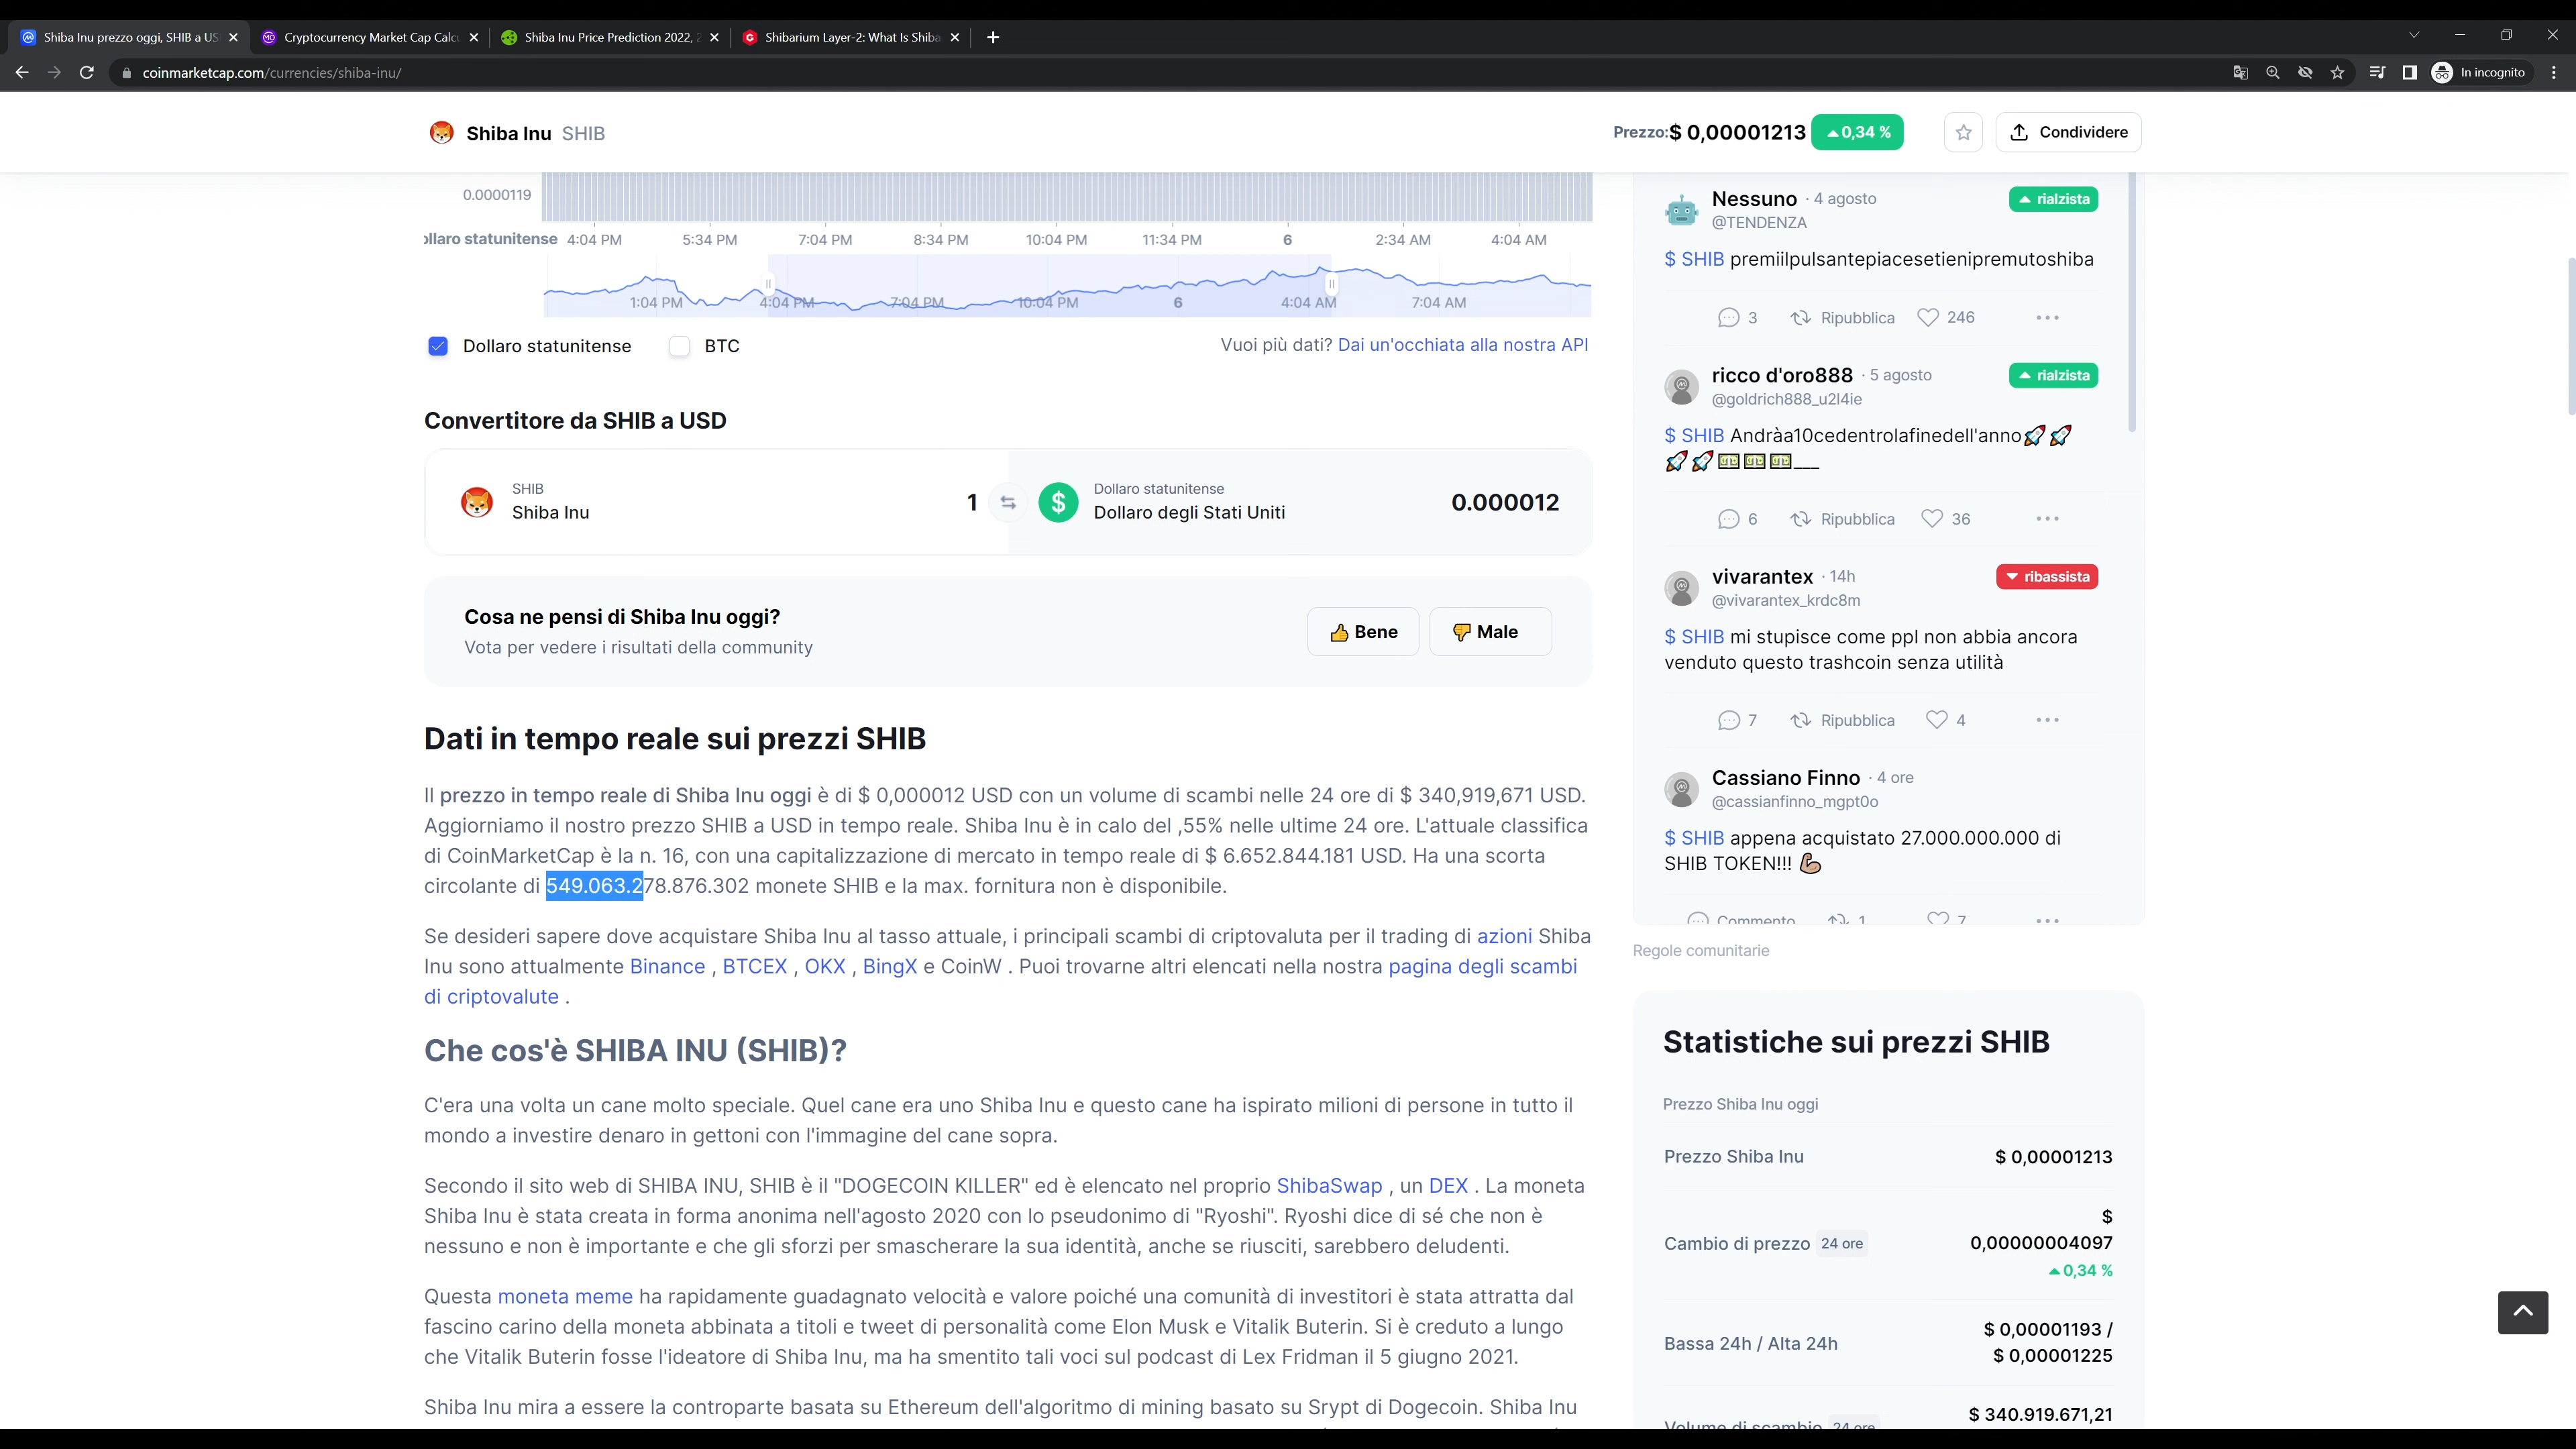 Shiba Inu prezzo oggi, SHIB a US
Cryptocurrency Market Cap Calc
Shiba Inu Price Prediction 2022, 2
Shibarium Layer-2: What Is Shiba
coinmarketcap.com/currencies/shiba-inu/
In incognito
Shiba Inu SHIB
Prezzo:$ 0,00001213
0,34 %
Condividere
0.0000119
ollaro statunitense
4:04 PM 5:34 PM 7:04 PM 8:34 PM 10:04 PM 11:34 PM 6 2:34 AM 4:04 AM
1:04 PM 4:04 PM 7:04 PM 10:04 PM 6 4:04 AM 7:04 AM
Dollaro statunitense
BTC
Vuoi più dati? Dai un'occhiata alla nostra API
Convertitore da SHIB a USD
SHIB
Shiba Inu
1
Dollaro statunitense
Dollaro degli Stati Uniti
0.000012
Cosa ne pensi di Shiba Inu oggi?
Vota per vedere i risultati della community
Bene
Male
Dati in tempo reale sui prezzi SHIB
Il prezzo in tempo reale di Shiba Inu oggi è di $ 0,000012 USD con un volume di scambi nelle 24 ore di $ 340,919,671 USD.
Aggiorniamo il nostro prezzo SHIB a USD in tempo reale. Shiba Inu è in calo del ,55% nelle ultime 24 ore. L'attuale classifica
di CoinMarketCap è la n. 16, con una capitalizzazione di mercato in tempo reale di $ 6.652.844.181 USD. Ha una scorta
circolante di 549.063.278.876.302 monete SHIB e la max. fornitura non è disponibile.
Se desideri sapere dove acquistare Shiba Inu al tasso attuale, i principali scambi di criptovaluta per il trading di azioni Shiba
Inu sono attualmente Binance , BTCEX , OKX , BingX e CoinW . Puoi trovarne altri elencati nella nostra pagina degli scambi
di criptovalute .
Che cos'è SHIBA INU (SHIB)?
C'era una volta un cane molto speciale. Quel cane era uno Shiba Inu e questo cane ha ispirato milioni di persone in tutto il
mondo a investire denaro in gettoni con l'immagine del cane sopra.
Secondo il sito web di SHIBA INU, SHIB è il "DOGECOIN KILLER" ed è elencato nel proprio ShibaSwap , un DEX . La moneta
Shiba Inu è stata creata in forma anonima nell'agosto 2020 con lo pseudonimo di "Ryoshi". Ryoshi dice di sé che non è
nessuno e non è importante e che gli sforzi per smascherare la sua identità, anche se riusciti, sarebbero deludenti.
Questa moneta meme ha rapidamente guadagnato velocità e valore poiché una comunità di investitori è stata attratta dal
fascino carino della moneta abbinata a titoli e tweet di personalità come Elon Musk e Vitalik Buterin. Si è creduto a lungo
che Vitalik Buterin fosse l'ideatore di Shiba Inu, ma ha smentito tali voci sul podcast di Lex Fridman il 5 giugno 2021.
Shiba Inu mira a essere la controparte basata su Ethereum dell'algoritmo di mining basato su Srypt di Dogecoin. Shiba Inu
Nessuno · 4 agosto
rialzista
@TENDENZA
$ SHIB premiilpulsantepiacesetienipremutoshiba
3 Ripubblica 246
ricco d'oro888 · 5 agosto
rialzista
@goldrich888_u2l4ie
$ SHIB Andràa10cedentrolafinedell'anno🚀🚀
🚀🚀💵💵💵___
6 Ripubblica 36
vivarantex · 14h
ribassista
@vivarantex_krdc8m
$ SHIB mi stupisce come ppl non abbia ancora
venduto questo trashcoin senza utilità
7 Ripubblica 4
Cassiano Finno · 4 ore
@cassianfinno_mgpt0o
$ SHIB appena acquistato 27.000.000.000 di
SHIB TOKEN!!! 💪🏼
Commento 1 7
Regole comunitarie
Statistiche sui prezzi SHIB
Prezzo Shiba Inu oggi
Prezzo Shiba Inu $ 0,00001213
Cambio di prezzo 24 ore
$
0,00000004097
0,34 %
Bassa 24h / Alta 24h
$ 0,00001193 /
$ 0,00001225
Volume di scambio 24 ore
$ 340.919.671,21